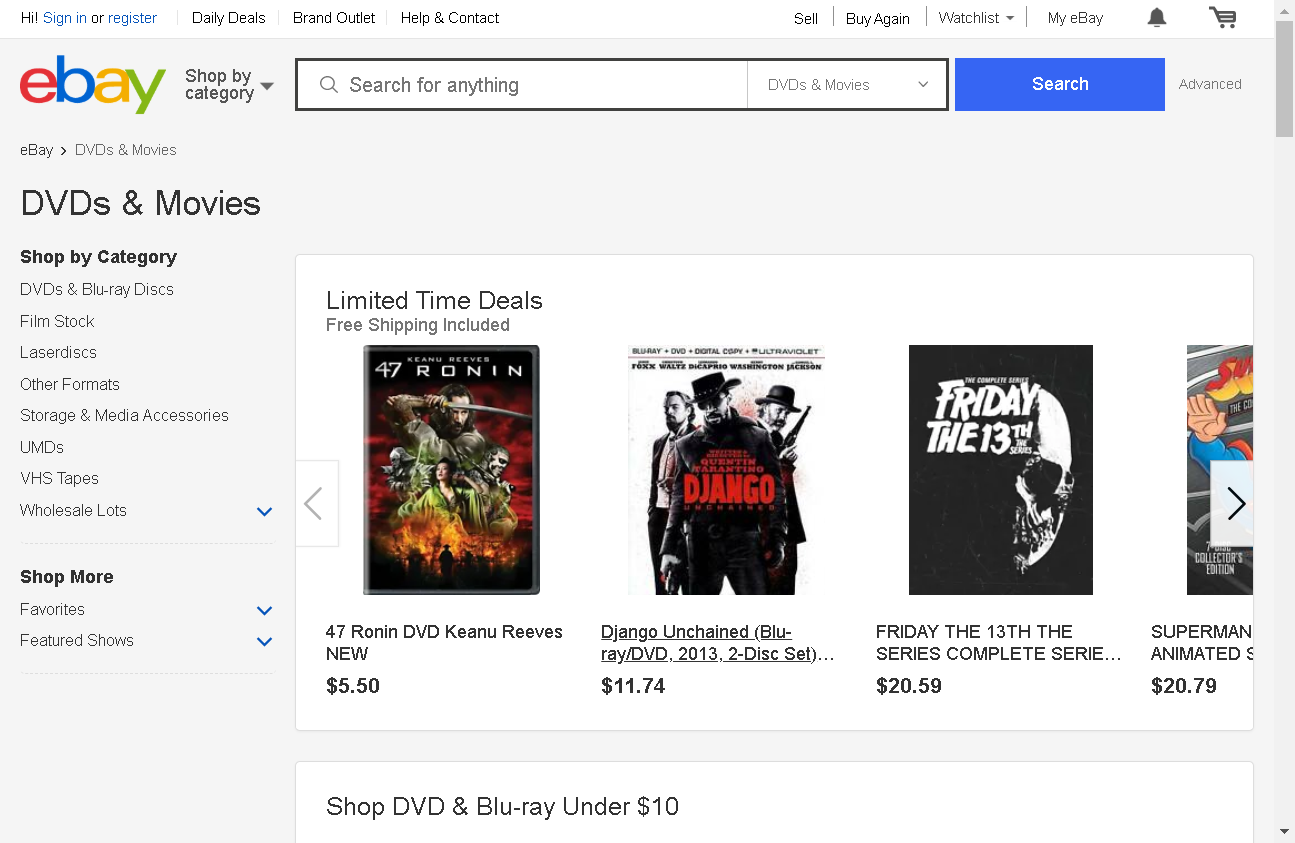 Hi! Sign in or register
Daily Deals
Brand Outlet
Help & Contact
Sell
Buy Again
Watchlist
My eBay
ebay
Shop by
category
Search for anything
DVDs & Movies
Search
Advanced
eBay
DVDs & Movies
DVDs & Movies
Shop by Category
DVDs & Blu-ray Discs
Film Stock
Laserdiscs
Other Formats
Storage & Media Accessories
UMDs
VHS Tapes
Wholesale Lots
Shop More
Favorites
Featured Shows
Limited Time Deals
Free Shipping Included
KEANU REEVES
47 RONIN
BLU-RAY + DVD + DIGITAL COPY + ULTRAVIOLET
FOXX WALTZ DiCAPRIO WASHINGTON JACKSON
WRITTEN &
DIRECTED BY
QUENTIN
TARANTINO
DJANGO
UNCHAINED
THE COMPLETE SERIES
FRIDAY
THE 13TH
THE SERIES
7-DISC
COLLECTOR'S
EDITION
47 Ronin DVD Keanu Reeves
NEW
$5.50
Django Unchained (Blu-
ray/DVD, 2013, 2-Disc Set)...
$11.74
FRIDAY THE 13TH THE
SERIES COMPLETE SERIE...
$20.59
SUPERMAN
ANIMATED S
$20.79
Shop DVD & Blu-ray Under $10